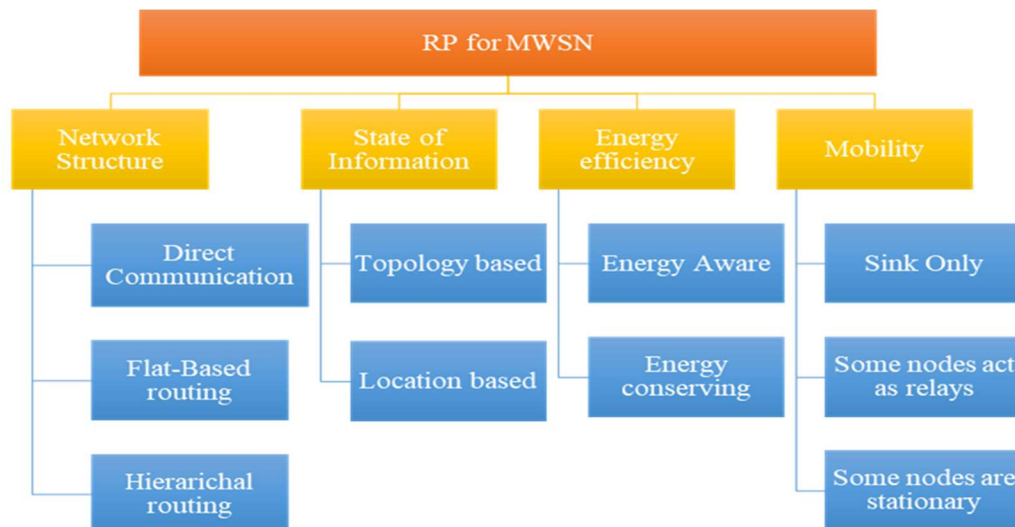 RP for MWSN
Network
Structure
State of
Information
Energy
efficiency
Mobility
Direct
Communication
Flat-Based
routing
Hierarichal
routing
Topology based
Location based
Energy Aware
Energy
conserving
Sink Only
Some nodes act
as relays
Some nodes are
stationary